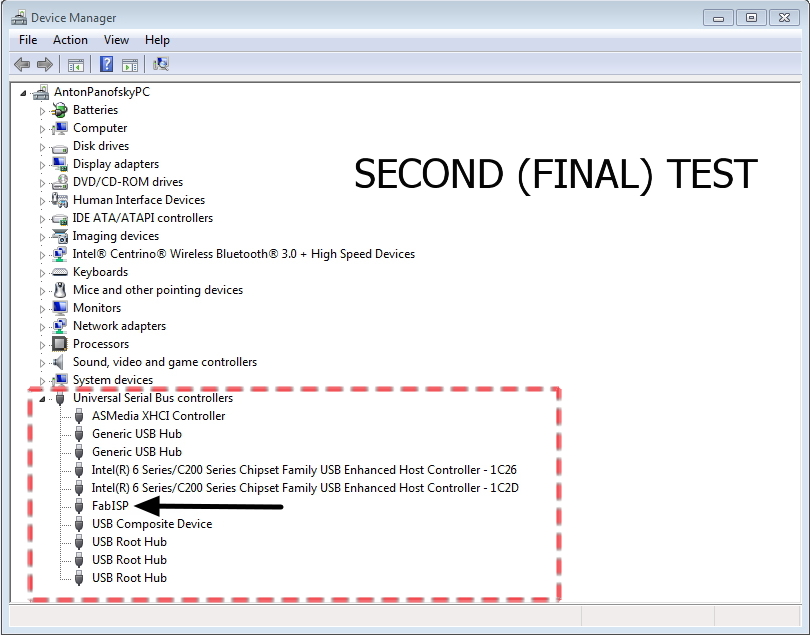 Device Manager
File Action View Help
AntonPanofskyPC
Batteries
Computer
Disk drives
Display adapters
SECOND (FINAL) TEST
DVD/CD-ROM drives
Human Interface Devices
IDE ATA/ATAPI controllers
Imaging devices
Intel® Centrino® Wireless Bluetooth® 3.0 + High Speed Devices
Keyboards
Mice and other pointing devices
Monitors
Network adapters
Processors
Sound, video and game controllers
System devices
Universal Serial Bus controllers
ASMedia XHCI Controller
Generic USB Hub
Generic USB Hub
Intel(R) 6 Series/C200 Series Chipset Family USB Enhanced Host Controller - 1C26
Intel(R) 6 Series/C200 Series Chipset Family USB Enhanced Host Controller - 1C2D
FabISP
USB Composite Device
USB Root Hub
USB Root Hub
USB Root Hub